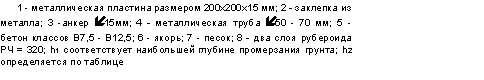 1 - металлическая пластина размером 200х200х15 мм; 2 - заклепка из
металла; 3 - анкер ↙15мм; 4 - металлическая труба ↙50 - 70 мм; 5 -
бетон классов В7,5 - В12,5; 6 - якорь; 7 - песок; 8 - два слоя рубероида
РЧ = 320; h₁ соответствует наибольшей глубине промерзания грунта; h₂
определяется по таблице